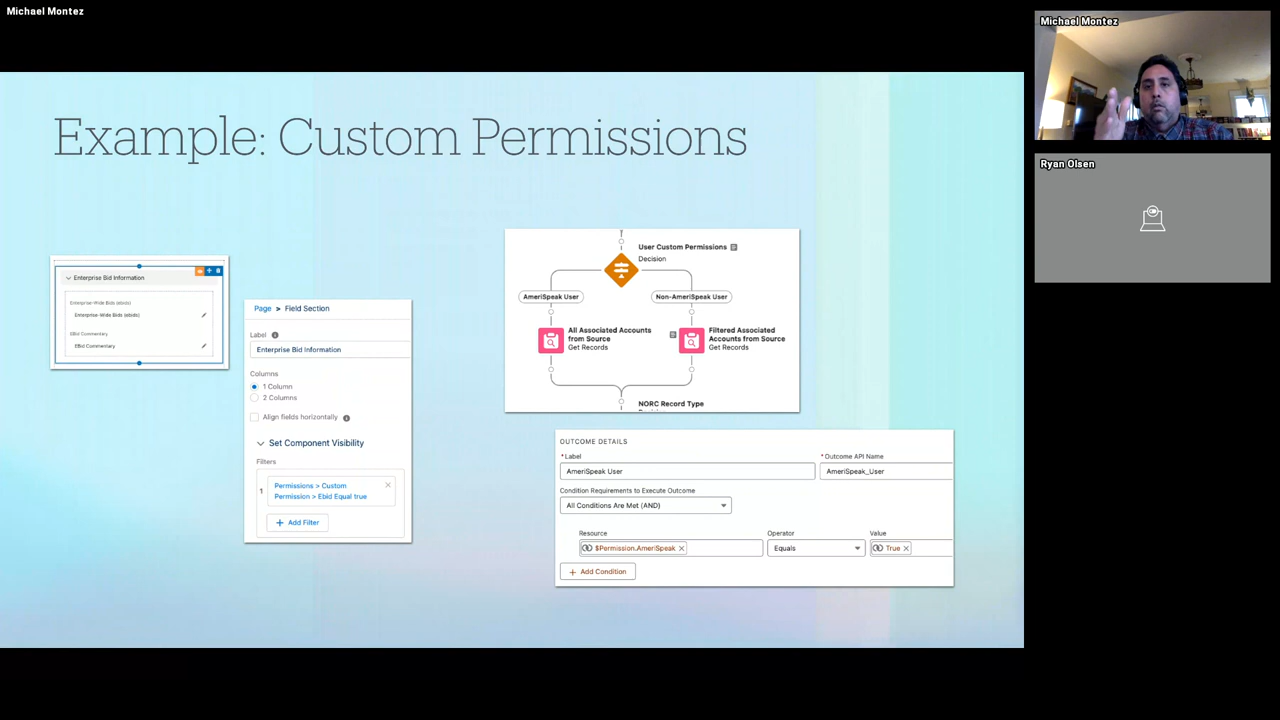 Michael Montez
Michael Montez
Ryan Olsen
Example: Custom Permissions
Enterprise Bid Information
Enterprise-Wide Bids (ebids)
Enterprise-Wide Bids (ebids)
EBid Commentary
EBid Commentary
Page > Field Section
Label
Enterprise Bid Information
Columns
1 Column
2 Columns
Align fields horizontally
Set Component Visibility
Filters
1
Permissions > Custom
Permission > Ebid Equal true
+ Add Filter
User Custom Permissions
Decision
AmeriSpeak User
Non-AmeriSpeak User
All Associated Accounts
from Source
Get Records
Filtered Associated
Accounts from Source
Get Records
NORC Record Type
OUTCOME DETAILS
*Label
*Outcome API Name
AmeriSpeak User
AmeriSpeak_User
Condition Requirements to Execute Outcome
All Conditions Are Met (AND)
Resource
Operator
Value
$Permission.AmeriSpeak
Equals
True
+ Add Condition